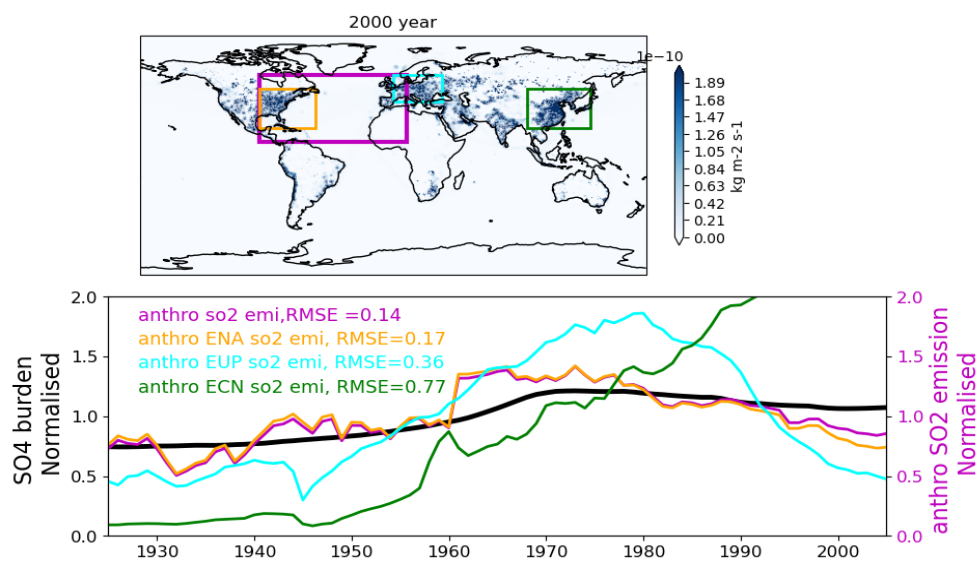 2000 year
1e−10
1.89
1.68
1.47
1.26
1.05
0.84
0.63
0.42
0.21
0.00
kg m-2 s-1
2.0
1.5
1.0
0.5
0.0
SO4 burden
Normalised
anthro so2 emi,RMSE =0.14
anthro ENA so2 emi, RMSE=0.17
anthro EUP so2 emi, RMSE=0.36
anthro ECN so2 emi, RMSE=0.77
2.0
1.5
1.0
0.5
0.0
anthro SO2 emission
Normalised
1930 1940 1950 1960 1970 1980 1990 2000